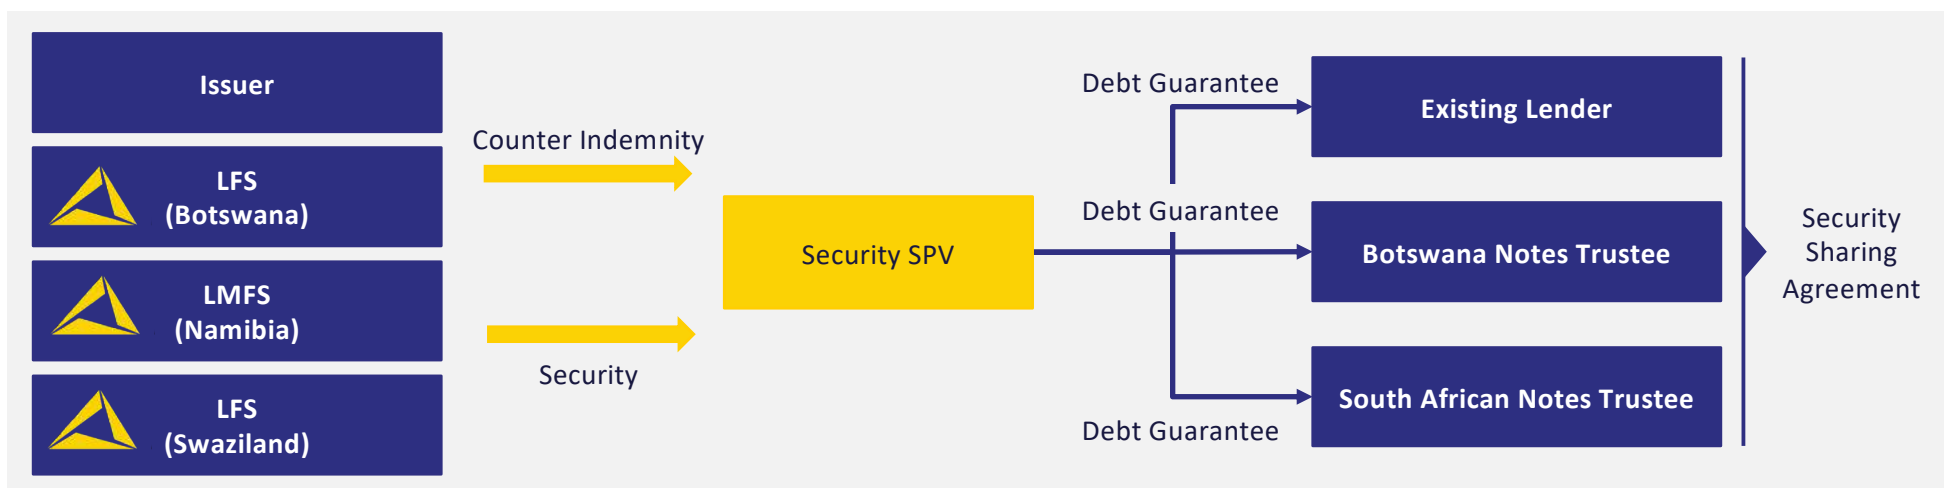 Issuer
LFS
(Botswana)
LMFS
(Namibia)
LFS
(Swaziland)
Counter Indemnity
Security
Security SPV
Debt Guarantee
Debt Guarantee
Debt Guarantee
Existing Lender
Botswana Notes Trustee
South African Notes Trustee
Security
Sharing
Agreement